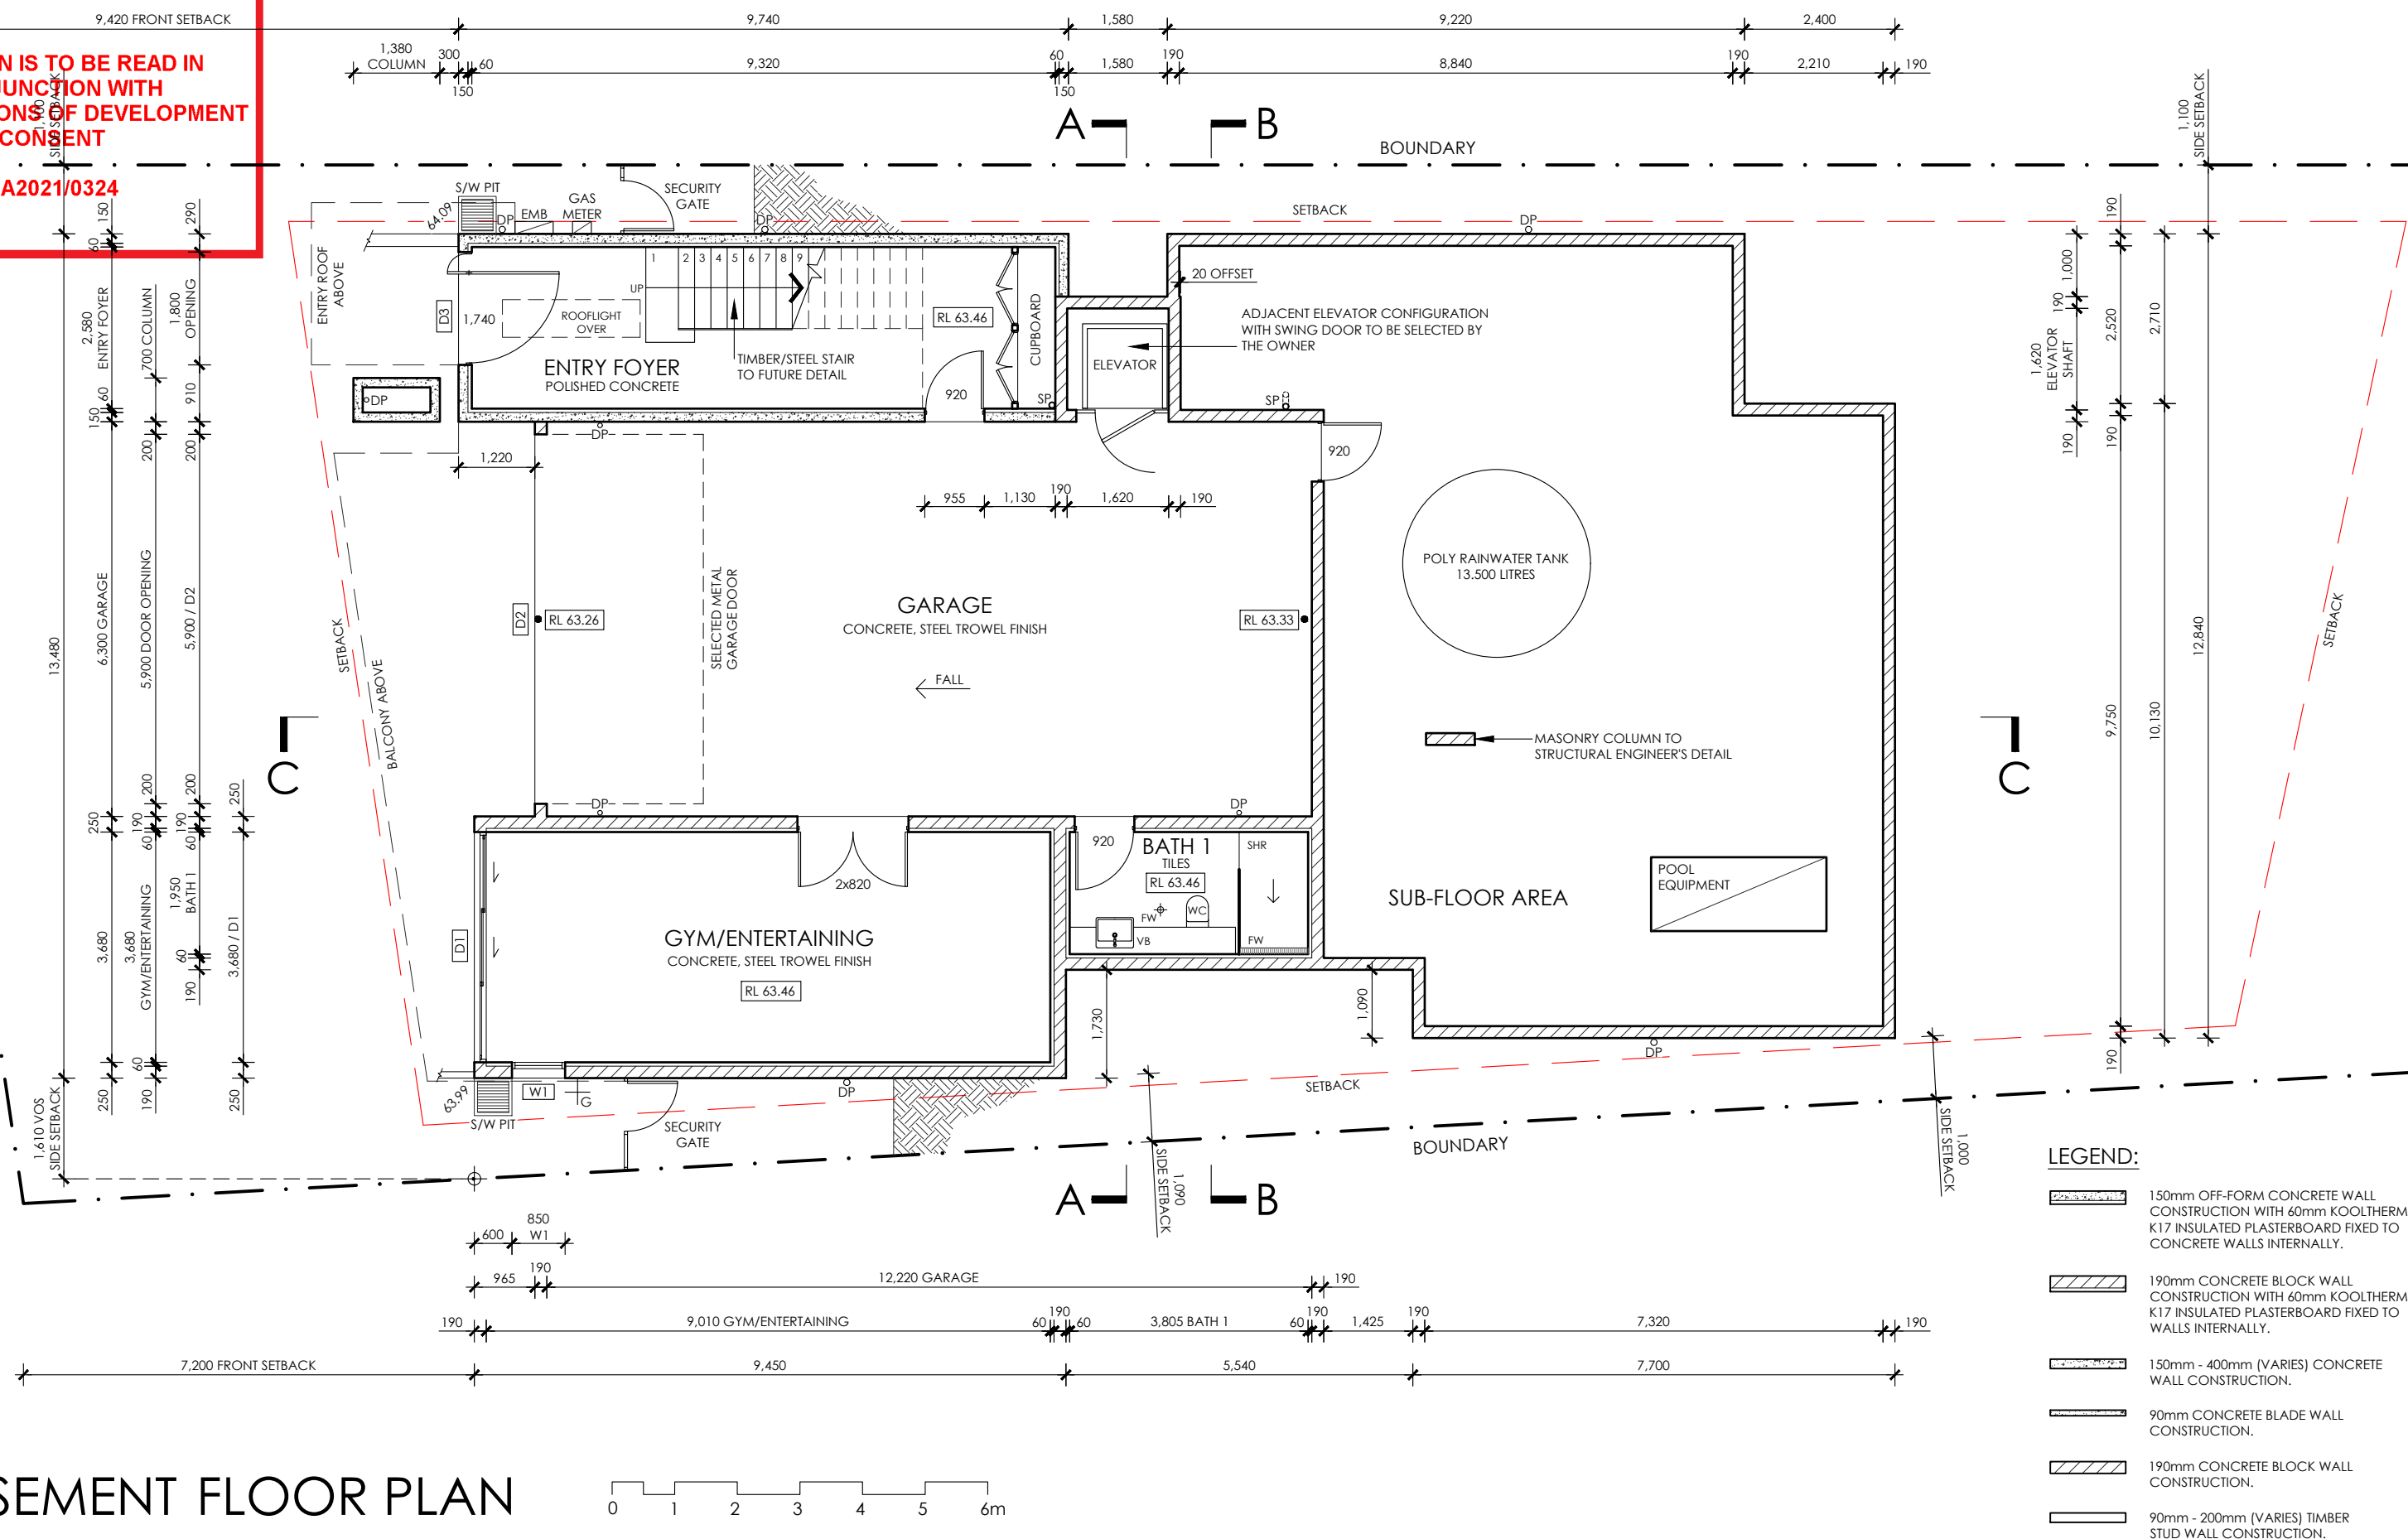 9,420 FRONT SETBACK
9,740
1,580
9,220
2,400
1,380
COLUMN
300
60
150
9,320
60
150
1,580
190
8,840
190
2,210
190
N IS TO BE READ IN
JUNCTION WITH
ONS OF DEVELOPMENT
CONSENT
A2021/0324
1,100
SIDE SETBACK
A
B
BOUNDARY
1,100
SIDE SETBACK
S/W PIT
64.09
DP
EMB
GAS
METER
SECURITY
GATE
DP
SETBACK
DP
ENTRY ROOF
ABOVE
D3
1,740
1
2
3
4
5
6
7
8
9
UP
ROOFLIGHT
OVER
RL 63.46
CUPBOARD
20 OFFSET
ADJACENT ELEVATOR CONFIGURATION
WITH SWING DOOR TO BE SELECTED BY
THE OWNER
ELEVATOR
ENTRY FOYER
POLISHED CONCRETE
TIMBER/STEEL STAIR
TO FUTURE DETAIL
920
SP
SP
DP
DP
920
1,220
955
1,130
190
1,620
190
150
60
2,580
ENTRY FOYER
60
150
290
1,800
OPENING
910
700 COLUMN
200
200
13,480
6,300 GARAGE
5,900 DOOR OPENING
5,900 / D2
200
200
250
190
60
190
60
250
3,680
3,680
GYM/ENTERTAINING
1,950
BATH 1
60
190
3,680 / D1
250
60
190
250
1,610 VOS
SIDE SETBACK
SETBACK
BALCONY ABOVE
D2
RL 63.26
SELECTED METAL
GARAGE DOOR
GARAGE
CONCRETE, STEEL TROWEL FINISH
RL 63.33
FALL
POLY RAINWATER TANK
13.500 LITRES
MASONRY COLUMN TO
STRUCTURAL ENGINEER'S DETAIL
C
C
DP
DP
2x820
920
BATH 1
TILES
RL 63.46
SHR
FW
WC
VB
FW
D1
GYM/ENTERTAINING
CONCRETE, STEEL TROWEL FINISH
RL 63.46
SUB-FLOOR AREA
POOL
EQUIPMENT
1,730
1,090
190
1,000
190
1,620
ELEVATOR
SHAFT
190
2,520
190
2,710
9,750
10,130
12,840
190
SETBACK
63.99
S/W PIT
W1
G
SECURITY
GATE
DP
SETBACK
DP
BOUNDARY
1,090
SIDE SETBACK
1,000
SIDE SETBACK
A
B
600
850
W1
965
190
12,220 GARAGE
190
190
9,010 GYM/ENTERTAINING
60
190
60
3,805 BATH 1
60
190
1,425
190
7,320
190
7,200 FRONT SETBACK
9,450
5,540
7,700
LEGEND:
150mm OFF-FORM CONCRETE WALL
CONSTRUCTION WITH 60mm KOOLTHERM
K17 INSULATED PLASTERBOARD FIXED TO
CONCRETE WALLS INTERNALLY.
190mm CONCRETE BLOCK WALL
CONSTRUCTION WITH 60mm KOOLTHERM
K17 INSULATED PLASTERBOARD FIXED TO
WALLS INTERNALLY.
150mm - 400mm (VARIES) CONCRETE
WALL CONSTRUCTION.
90mm CONCRETE BLADE WALL
CONSTRUCTION.
190mm CONCRETE BLOCK WALL
CONSTRUCTION.
90mm - 200mm (VARIES) TIMBER
STUD WALL CONSTRUCTION.
SEMENT FLOOR PLAN
0 1 2 3 4 5 6m